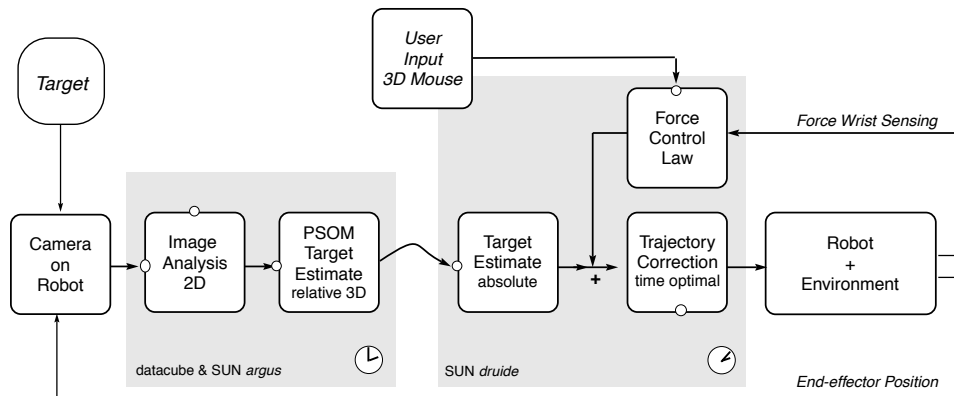 User
Input
3D Mouse
Target
Force
Control
Law
Force Wrist Sensing
Camera
on
Robot
Image
Analysis
2D
PSOM
Target
Estimate
relative 3D
Target
Estimate
absolute
+
Trajectory
Correction
time optimal
Robot
+
Environment
datacube & SUN argus
SUN druide
End-effector Position